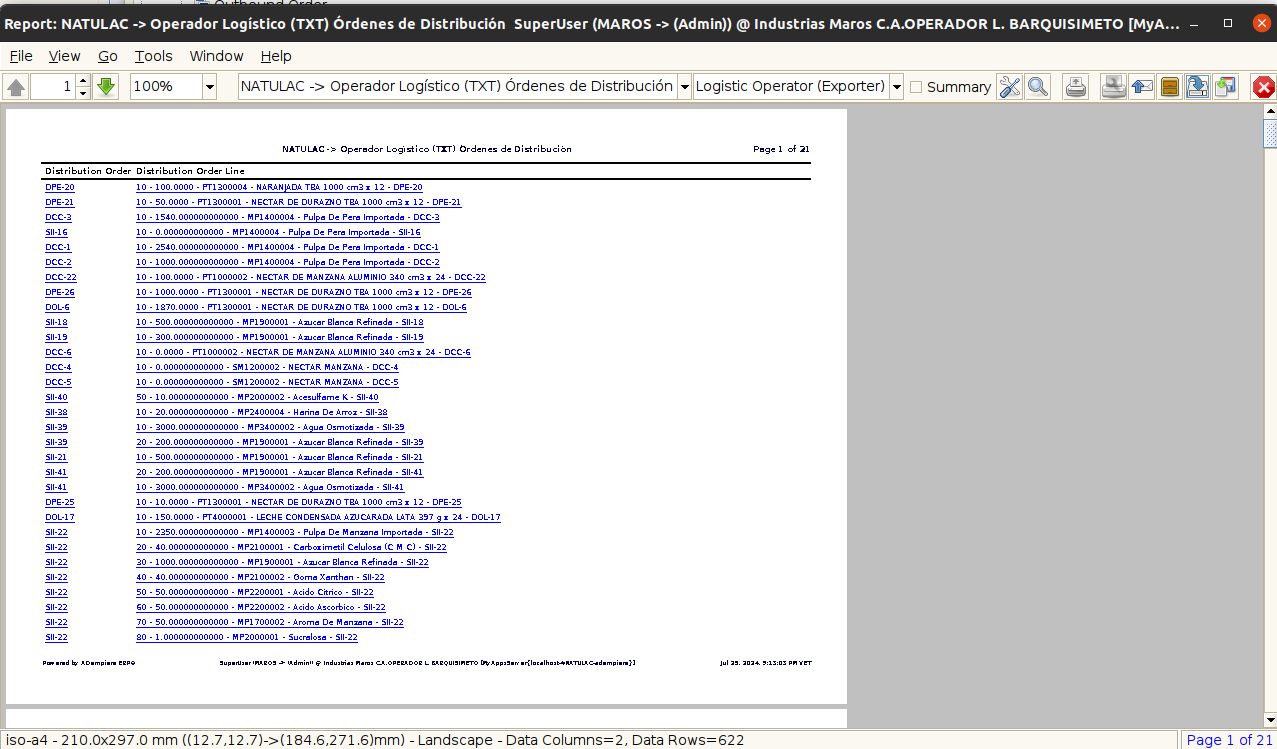 Outbound Order
Report: NATULAC -> Operador Logístico (TXT) Órdenes de Distribución SuperUser (MAROS -> (Admin)) @ Industrias Maros C.A.OPERADOR L. BARQUISIMETO [MyA...
File View Go Tools Window Help
1 100% NATULAC -> Operador Logístico (TXT) Órdenes de Distribución Logistic Operator (Exporter) Summary
NATULAC -> Operador Logístico (TXT) Órdenes de Distribución Page 1 of 21
Distribution Order Distribution Order Line
DPE-20 10 - 100.0000 - PT1300004 - NARANJADA TBA 1000 cm3 x 12 - DPE-20
DPE-21 10 - 50.0000 - PT1300001 - NECTAR DE DURAZNO TBA 1000 cm3 x 12 - DPE-21
DCC-3 10 - 1540.000000000000 - MP1400004 - Pulpa De Pera Importada - DCC-3
SII-16 10 - 0.000000000000 - MP1400004 - Pulpa De Pera Importada - SII-16
DCC-1 10 - 2540.000000000000 - MP1400004 - Pulpa De Pera Importada - DCC-1
DCC-2 10 - 1000.000000000000 - MP1400004 - Pulpa De Pera Importada - DCC-2
DCC-22 10 - 100.0000 - PT1000002 - NECTAR DE MANZANA ALUMINIO 340 cm3 x 24 - DCC-22
DPE-26 10 - 1000.0000 - PT1300001 - NECTAR DE DURAZNO TBA 1000 cm3 x 12 - DPE-26
DOL-6 10 - 1870.0000 - PT1300001 - NECTAR DE DURAZNO TBA 1000 cm3 x 12 - DOL-6
SII-18 10 - 500.000000000000 - MP1900001 - Azucar Blanca Refinada - SII-18
SII-19 10 - 300.000000000000 - MP1900001 - Azucar Blanca Refinada - SII-19
DCC-6 10 - 0.0000 - PT1000002 - NECTAR DE MANZANA ALUMINIO 340 cm3 x 24 - DCC-6
DCC-4 10 - 0.000000000000 - SM1200002 - NECTAR MANZANA - DCC-4
DCC-5 10 - 0.000000000000 - SM1200002 - NECTAR MANZANA - DCC-5
SII-40 50 - 10.000000000000 - MP2000002 - Acesulfame K - SII-40
SII-38 10 - 20.000000000000 - MP2400004 - Harina De Arroz - SII-38
SII-39 10 - 3000.000000000000 - MP3400002 - Agua Osmotizada - SII-39
SII-39 20 - 200.000000000000 - MP1900001 - Azucar Blanca Refinada - SII-39
SII-21 10 - 500.000000000000 - MP1900001 - Azucar Blanca Refinada - SII-21
SII-41 20 - 200.000000000000 - MP1900001 - Azucar Blanca Refinada - SII-41
SII-41 10 - 3000.000000000000 - MP3400002 - Agua Osmotizada - SII-41
DPE-25 10 - 10.0000 - PT1300001 - NECTAR DE DURAZNO TBA 1000 cm3 x 12 - DPE-25
DOL-17 10 - 150.0000 - PT4000001 - LECHE CONDENSADA AZUCARADA LATA 397 g x 24 - DOL-17
SII-22 10 - 2350.000000000000 - MP1400003 - Pulpa De Manzana Importada - SII-22
SII-22 20 - 40.000000000000 - MP2100001 - Carboximetil Celulosa (C M C) - SII-22
SII-22 30 - 1000.000000000000 - MP1900001 - Azucar Blanca Refinada - SII-22
SII-22 40 - 40.000000000000 - MP2100002 - Goma Xanthan - SII-22
SII-22 50 - 50.000000000000 - MP2200001 - Acido Citrico - SII-22
SII-22 60 - 50.000000000000 - MP2200002 - Acido Ascorbico - SII-22
SII-22 70 - 50.000000000000 - MP1700002 - Aroma De Manzana - SII-22
SII-22 80 - 1.000000000000 - MP2000001 - Sucralosa - SII-22
Powered by ADempiere ERP© SuperUser (MAROS -> (Admin)) @ Industrias Maros C.A.OPERADOR L. BARQUISIMETO [MyAppsServer{localhost-#NATULAC-adempiere}] Jul 25, 2024, 9:13:03 PM VET
iso-a4 - 210.0x297.0 mm ((12.7,12.7)->(184.6,271.6)mm) - Landscape - Data Columns=2, Data Rows=622 Page 1 of 21